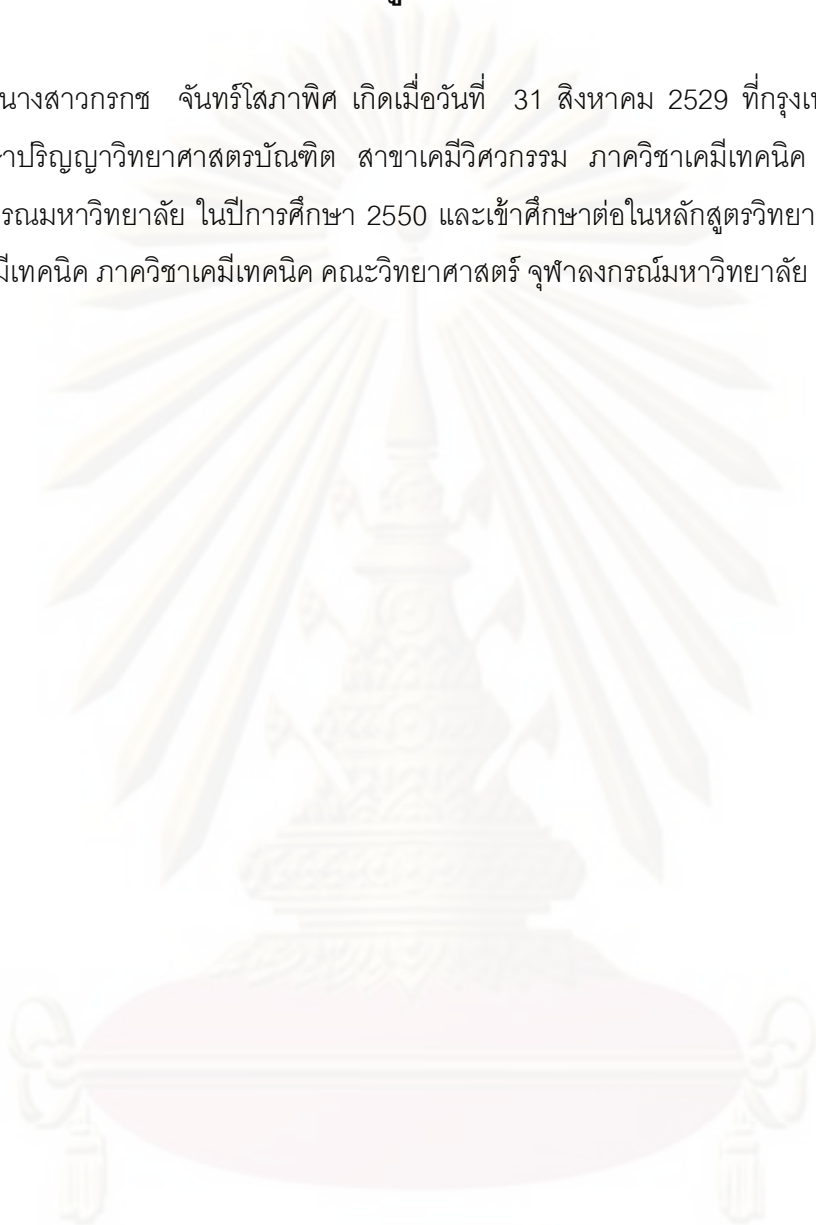 นางสาวกรกช จันทร์โสภาพิศ เกิดเมื่อวันที่ 31 สิงหาคม 2529 ที่กรุงเท
าปริญญาวิทยาศาสตรบัณฑิต สาขาเคมีวิศวกรรม ภาควิชาเคมีเทคนิค
รณมหาวิทยาลัย ในปีการศึกษา 2550 และเข้าศึกษาต่อในหลักสูตรวิทยา
มีเทคนิค ภาควิชาเคมีเทคนิค คณะวิทยาศาสตร์ จุฬาลงกรณ์มหาวิทยาลัย